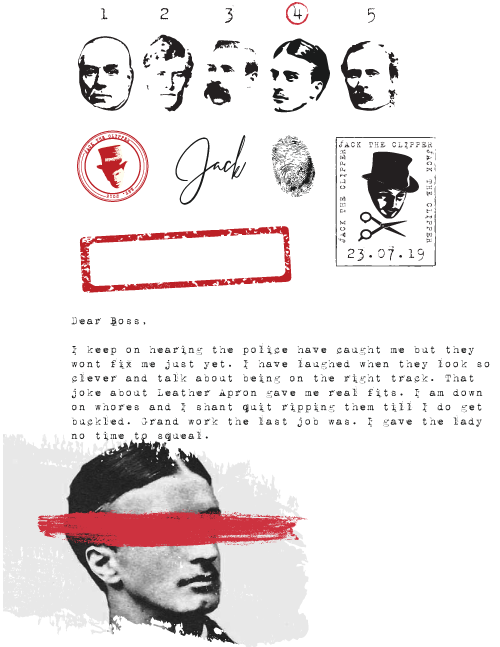 1 2 3 4 5
JACK THE CLIPPER
Jack
JACK THE CLIPPER
JACK THE CLIPPER
JACK THE CLIPPER
23.07.19
Dear Boss,
I keep on hearing the police have caught me but they
wont fix me just yet. I have laughed when they look so
clever and talk about being on the right track. That
joke about Leather Apron gave me real fits. I am down
on whores and I shant quit ripping them till I do get
buckled. Grand work the last job was. I gave the lady
no time to squeal.